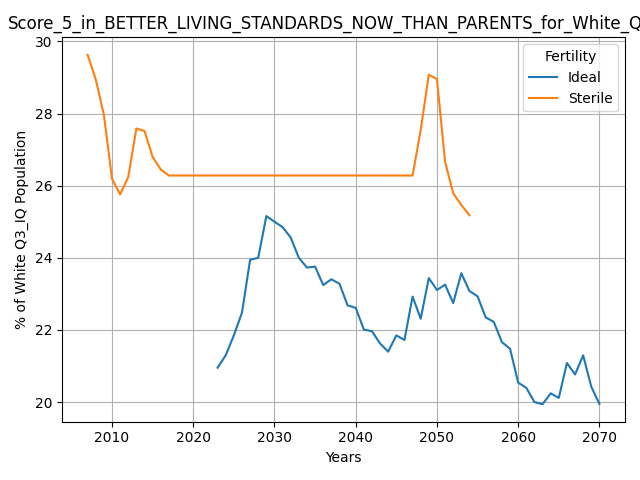 Score_5_in_BETTER_LIVING_STANDARDS_NOW_THAN_PARENTS_for_White_Q
30
28
26
24
22
20
% of White Q3_IQ Population
Fertility
Ideal
Sterile
2010 2020 2030 2040 2050 2060 2070
Years